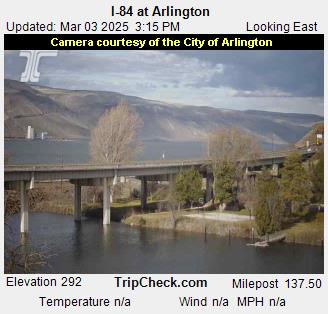 I-84 at Arlington
Updated: Mar 03 2025 3:15 PM Looking East
Camera courtesy of the City of Arlington
Elevation 292 TripCheck.com Milepost 137.50
Temperature n/a Wind n/a MPH n/a